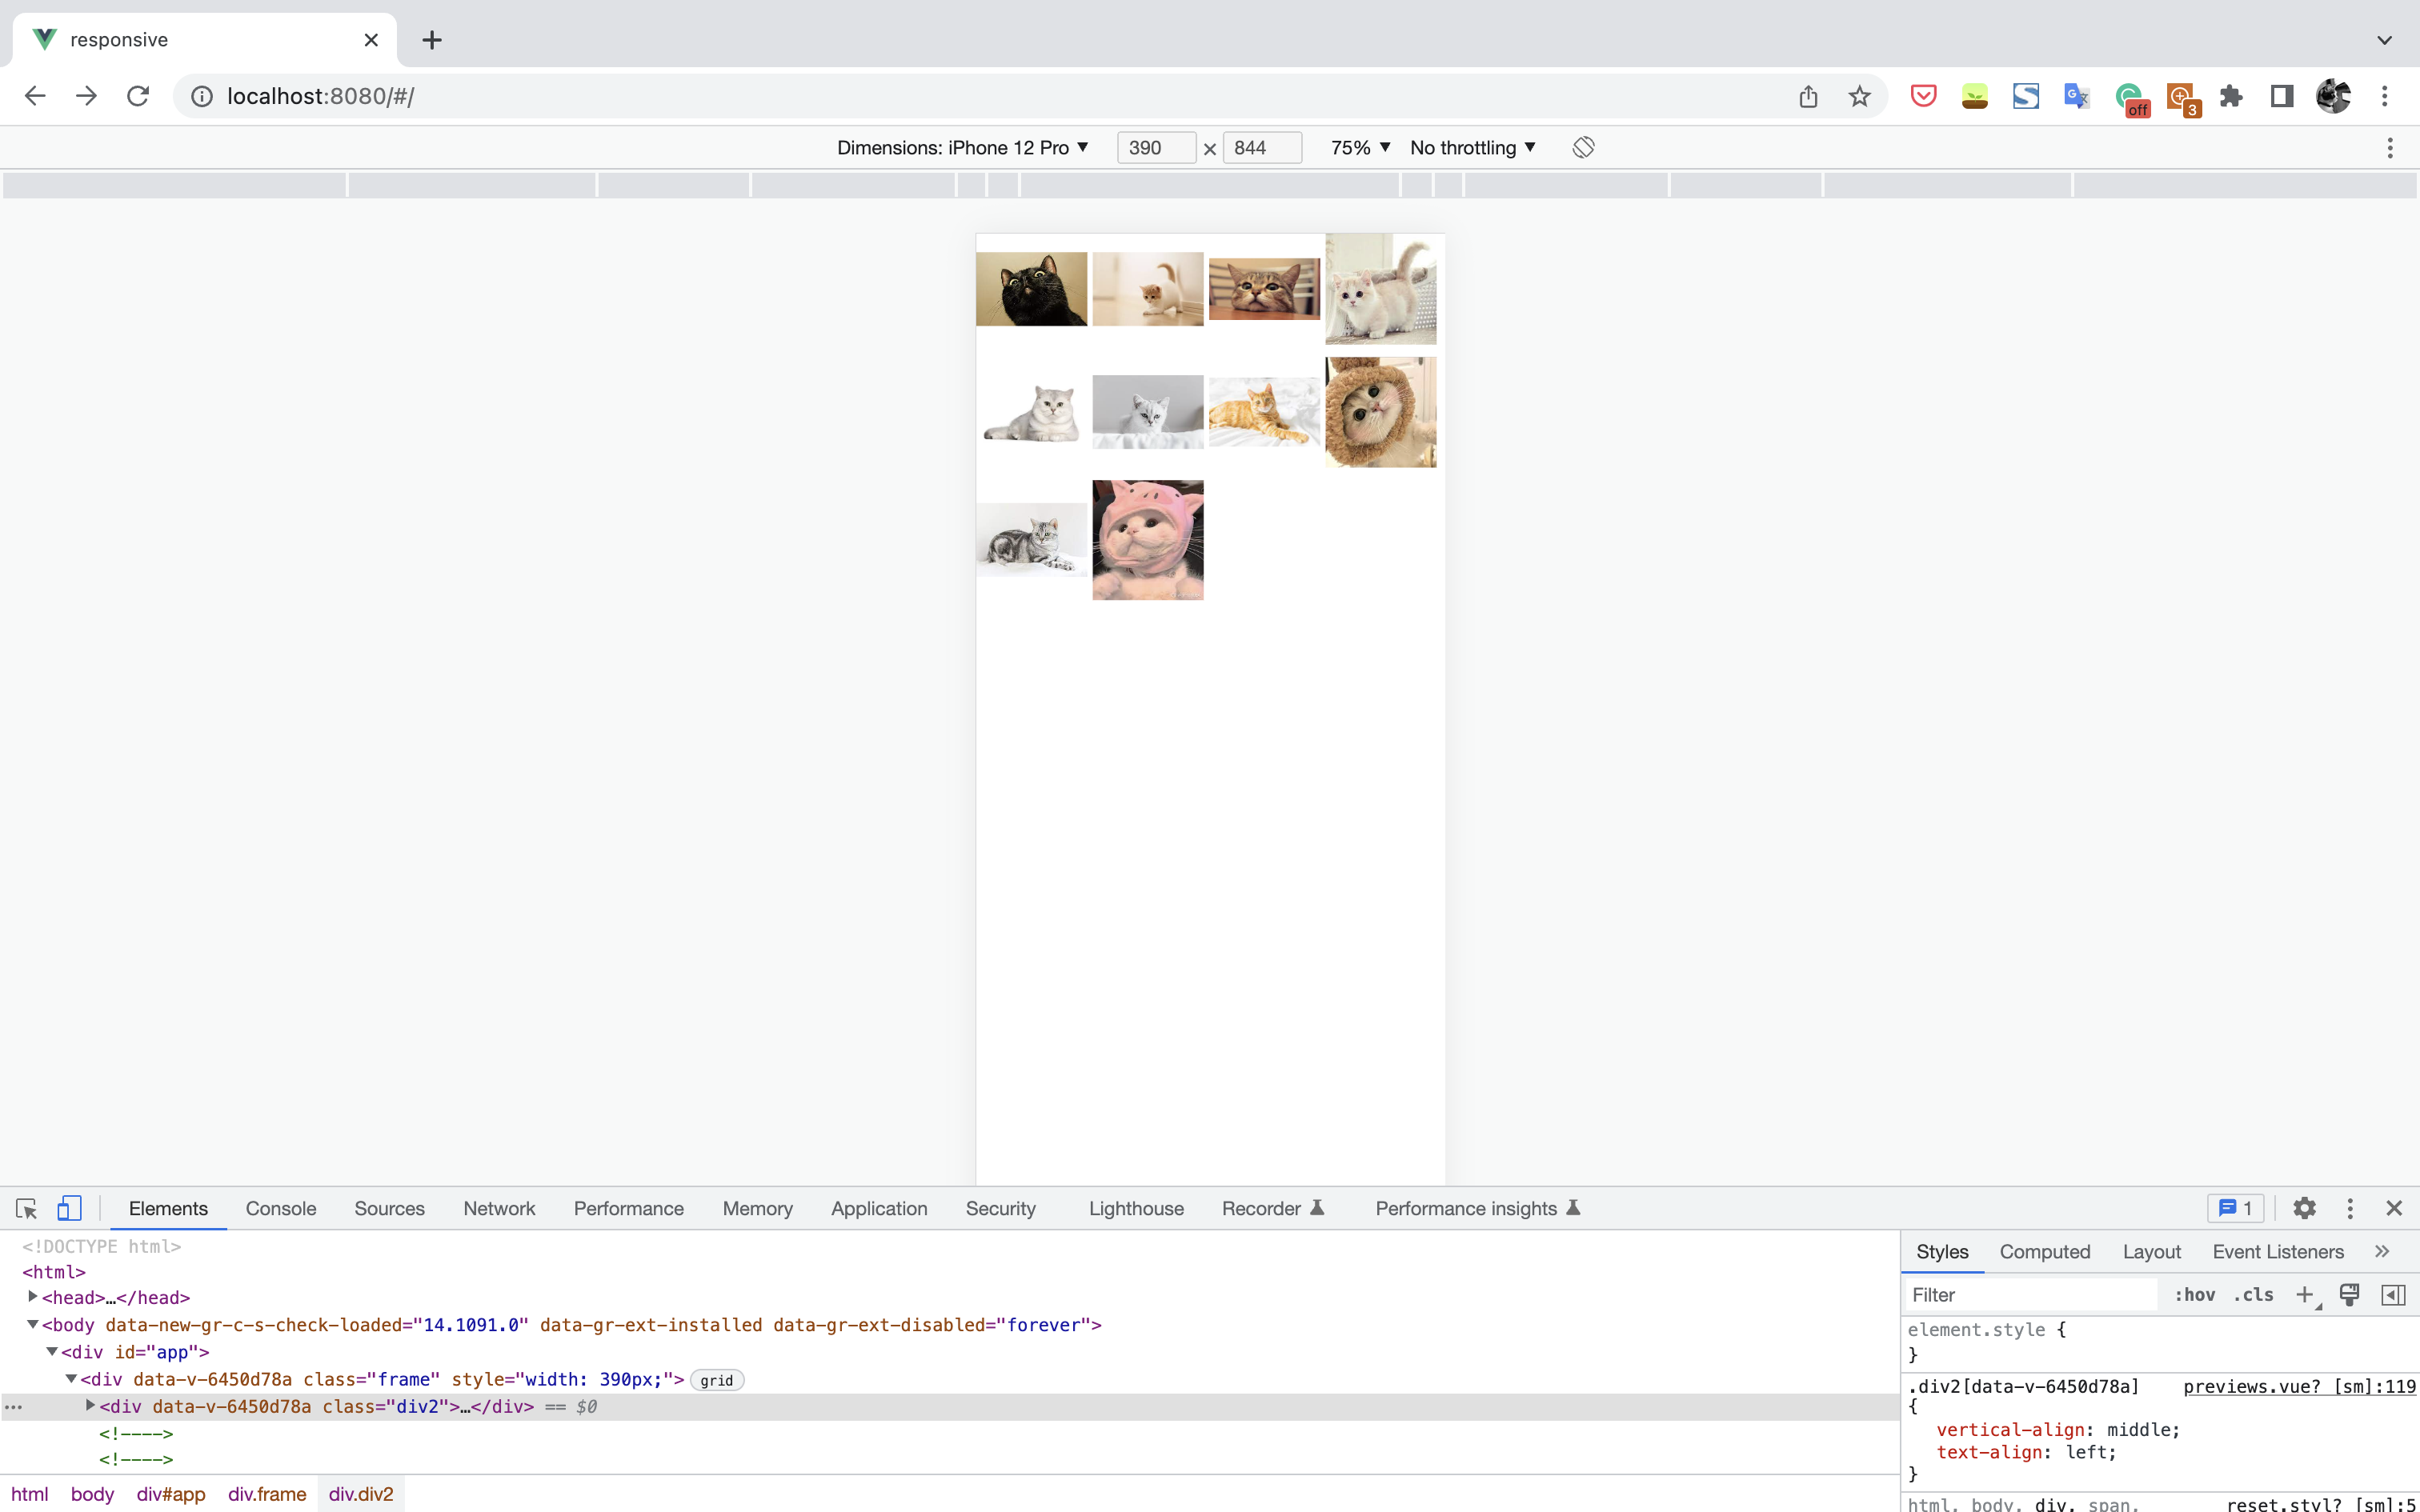 responsive
localhost:8080/#/
off
3
Dimensions: iPhone 12 Pro ▼ 390 × 844 75% ▼ No throttling ▼
Elements Console Sources Network Performance Memory Application Security Lighthouse Recorder Performance insights 1
<!DOCTYPE html>
<html>
<head>…</head>
<body data-new-gr-c-s-check-loaded="14.1091.0" data-gr-ext-installed data-gr-ext-disabled="forever">
<div id="app">
<div data-v-6450d78a class="frame" style="width: 390px;"> grid
… <div data-v-6450d78a class="div2">…</div> == $0
<!---->
<!---->
html body div#app div.frame div.div2
Styles Computed Layout Event Listeners »
Filter :hov .cls +
element.style {
}
.div2[data-v-6450d78a] previews.vue? [sm]:119
{
vertical-align: middle;
text-align: left;
}
html, body, div, span, reset.styl? [sm]:5